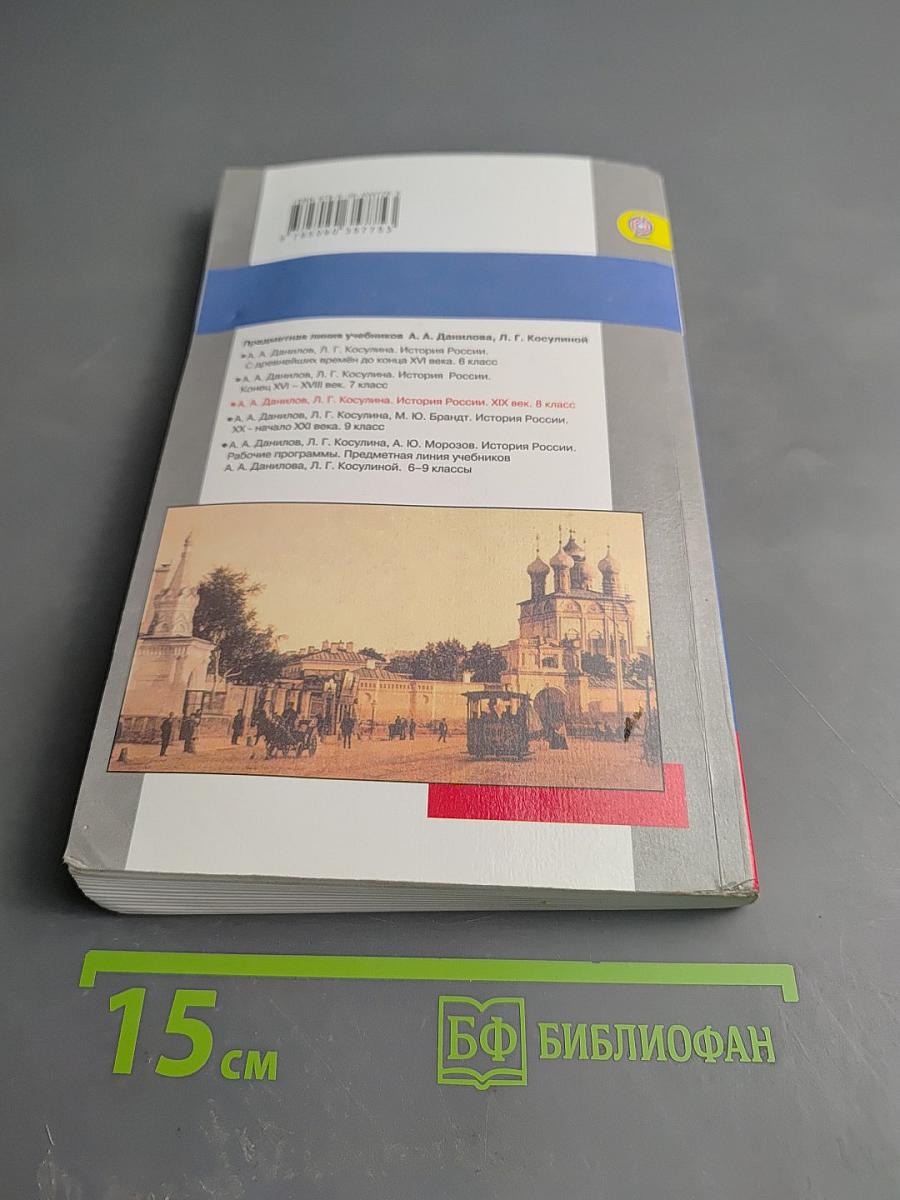 Предметная линия учебников А. А. Данилова, Л. Г. Косулиной
• А. А. Данилов, Л. Г. Косулина. История России.
С древнейших времён до конца XVI века. 6 класс
• А. А. Данилов, Л. Г. Косулина. История России.
Конец XVI – XVIII век. 7 класс
• А. А. Данилов, Л. Г. Косулина. История России. XIX век. 8 класс
• А. А. Данилов, Л. Г. Косулина, М. Ю. Брандт. История России.
XX - начало XXI века. 9 класс
• А. А. Данилов, Л. Г. Косулина, А. Ю. Морозов. История России.
Рабочие программы. Предметная линия учебников
А. А. Данилова, Л. Г. Косулиной. 6–9 классы
15 см
БФ БИБЛИОФАН